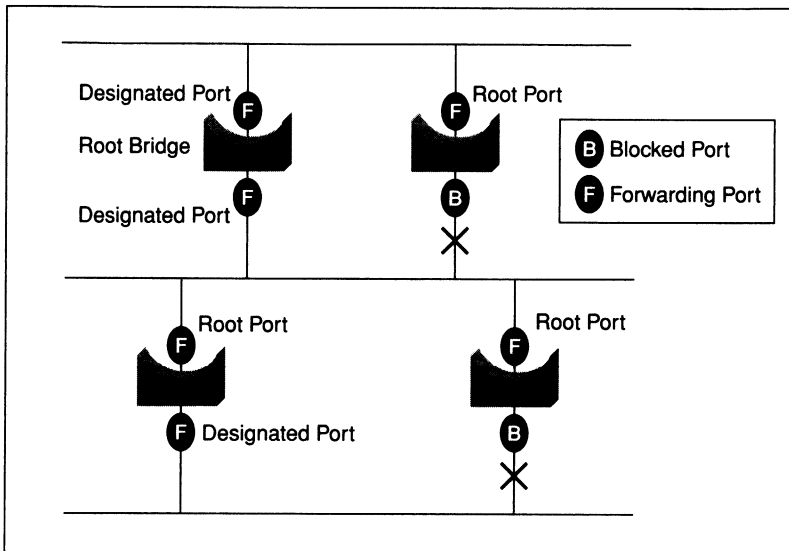 Designated Port
F
F
Root Port
Root Bridge
B Blocked Port
F Forwarding Port
Designated Port
F
B
Root Port
F
F
Root Port
F
Designated Port
B